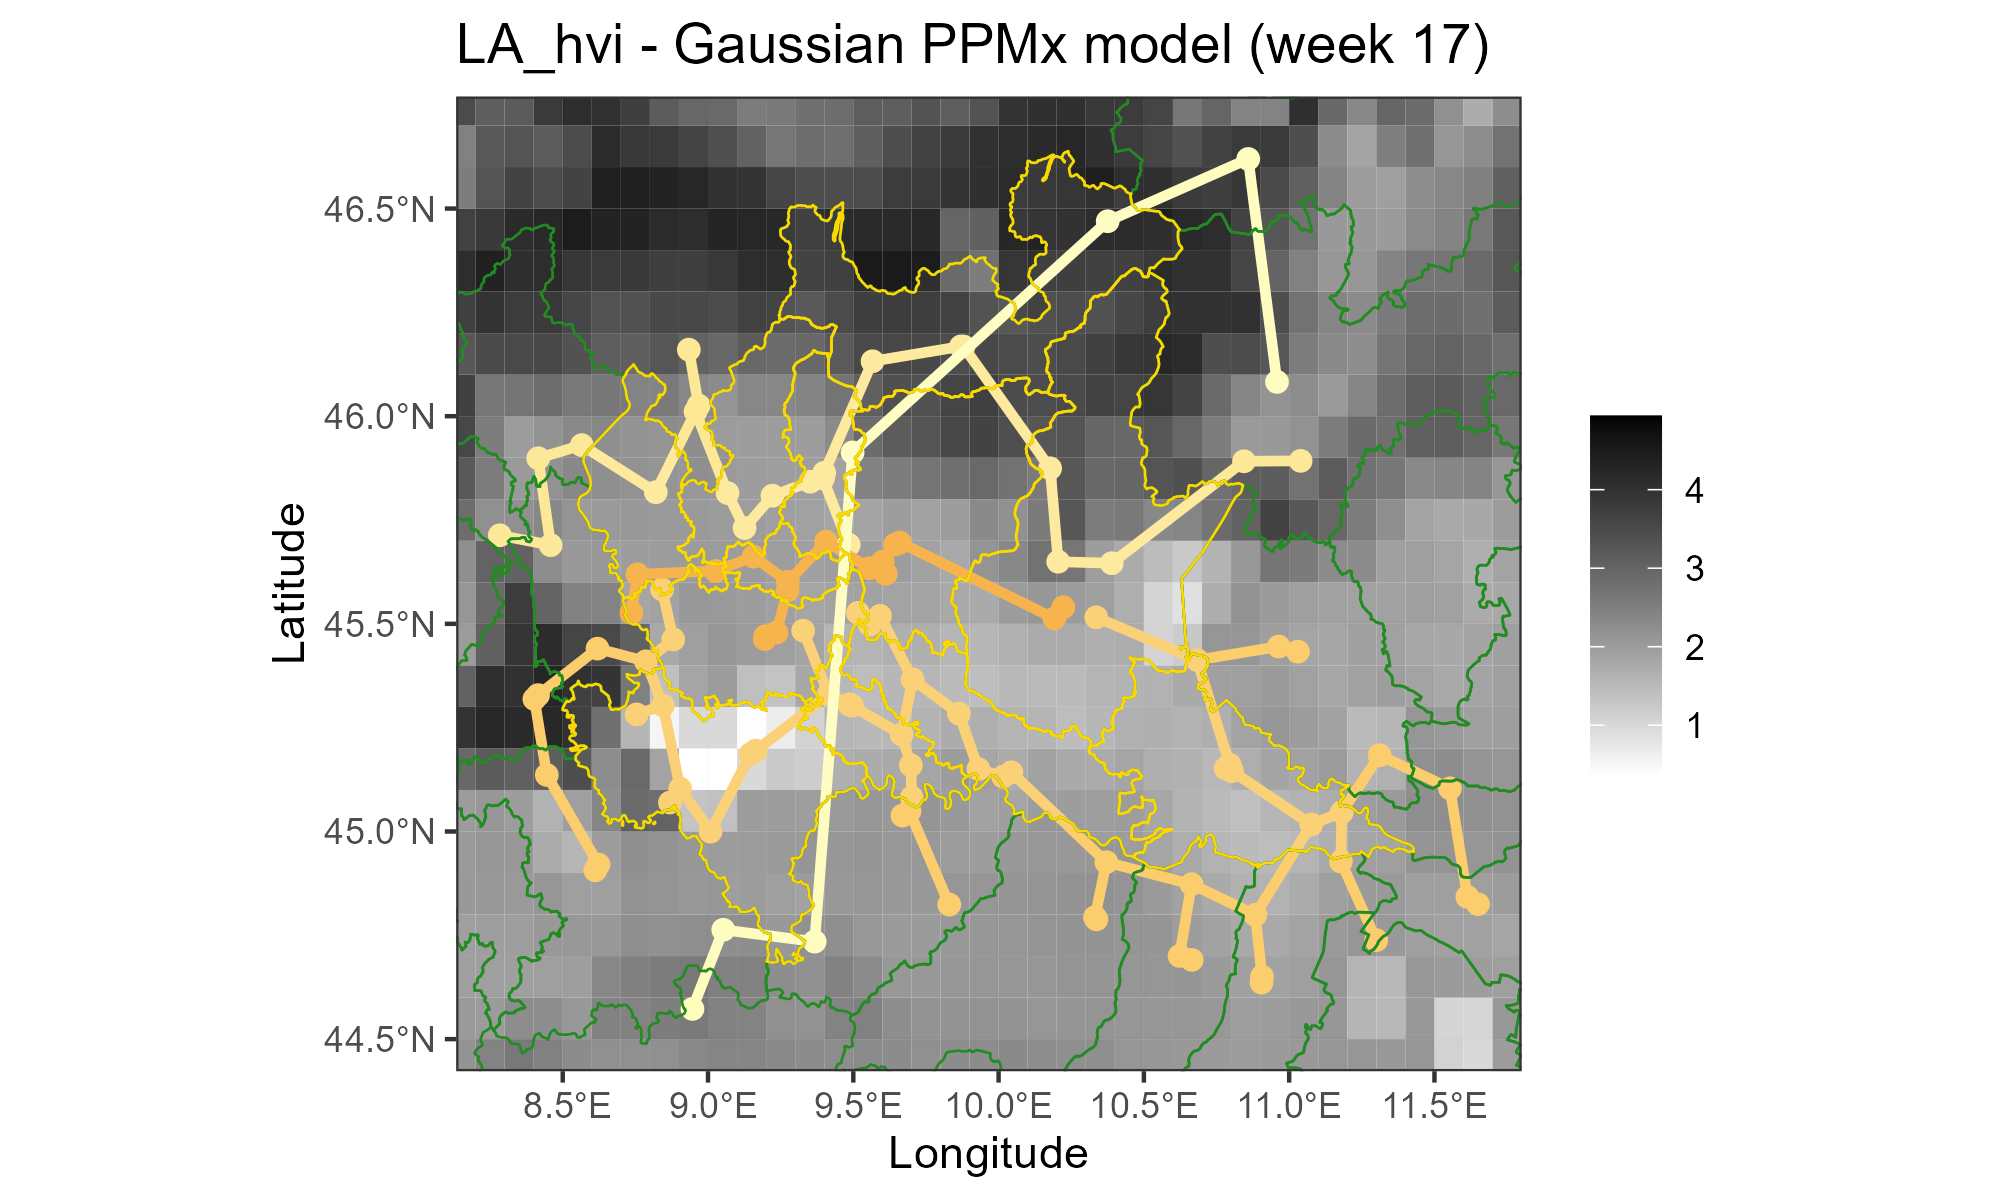 LA_hvi - Gaussian PPMx model (week 17)
46.5°N
46.0°N
45.5°N
45.0°N
44.5°N
Latitude
8.5°E 9.0°E 9.5°E 10.0°E 10.5°E 11.0°E 11.5°E
Longitude
4
3
2
1